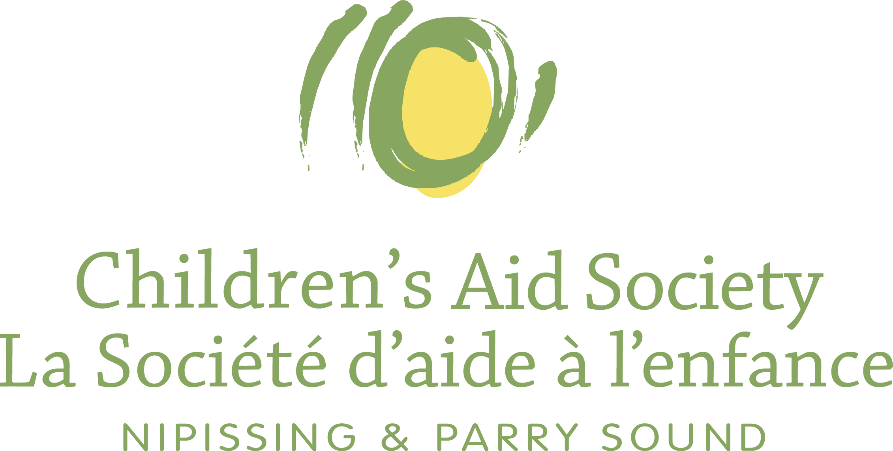 Children’s Aid Society
La Société d’aide à l’enfance
NIPISSING & PARRY SOUND